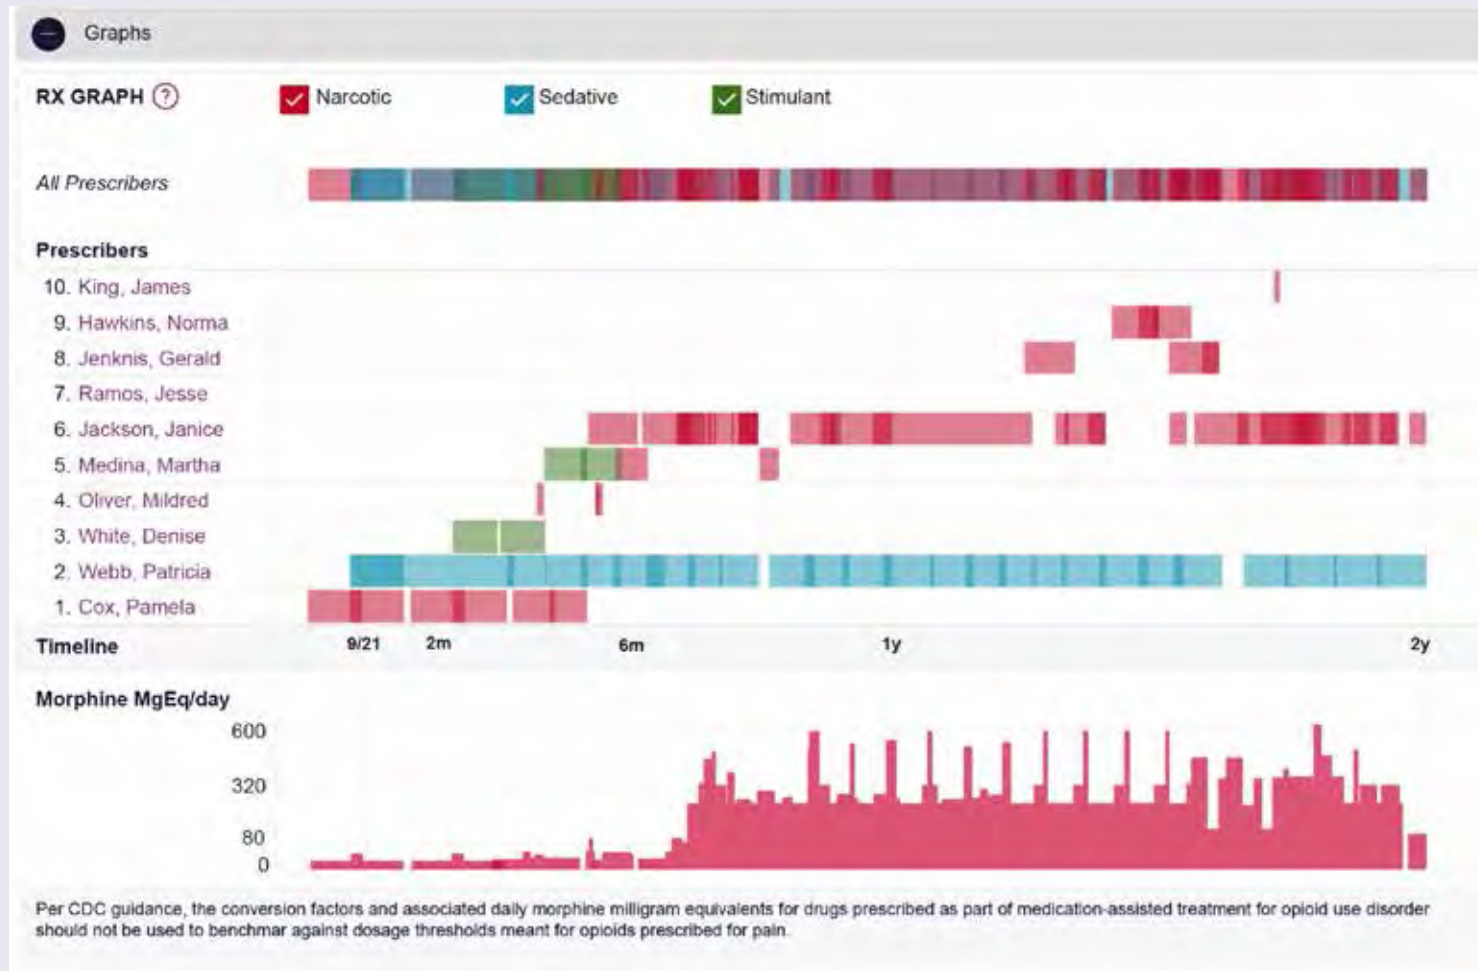 Graphs
RX GRAPH ? Narcotic Sedative Stimulant
All Prescribers
Prescribers
10. King, James
9. Hawkins, Norma
8. Jenknis, Gerald
7. Ramos, Jesse
6. Jackson, Janice
5. Medina, Martha
4. Oliver, Mildred
3. White, Denise
2. Webb, Patricia
1. Cox, Pamela
Timeline 9/21 2m 6m 1y 2y
Morphine MgEq/day
600
320
80
0
Per CDC guidance, the conversion factors and associated daily morphine milligram equivalents for drugs prescribed as part of medication-assisted treatment for opioid use disorder
should not be used to benchmar against dosage thresholds meant for opioids prescribed for pain.